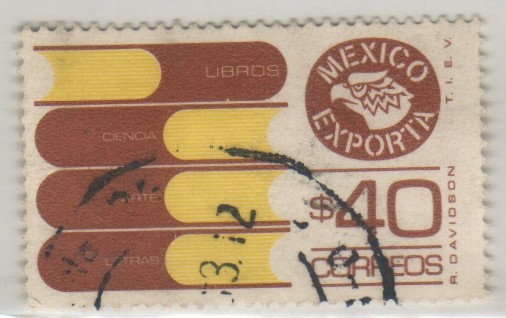 LIBROS
CIENCIA
ARTE
LETRAS
MEXICO
EXPORTA
$40
CORREOS
T. I. E. V.
R. DAVIDSON